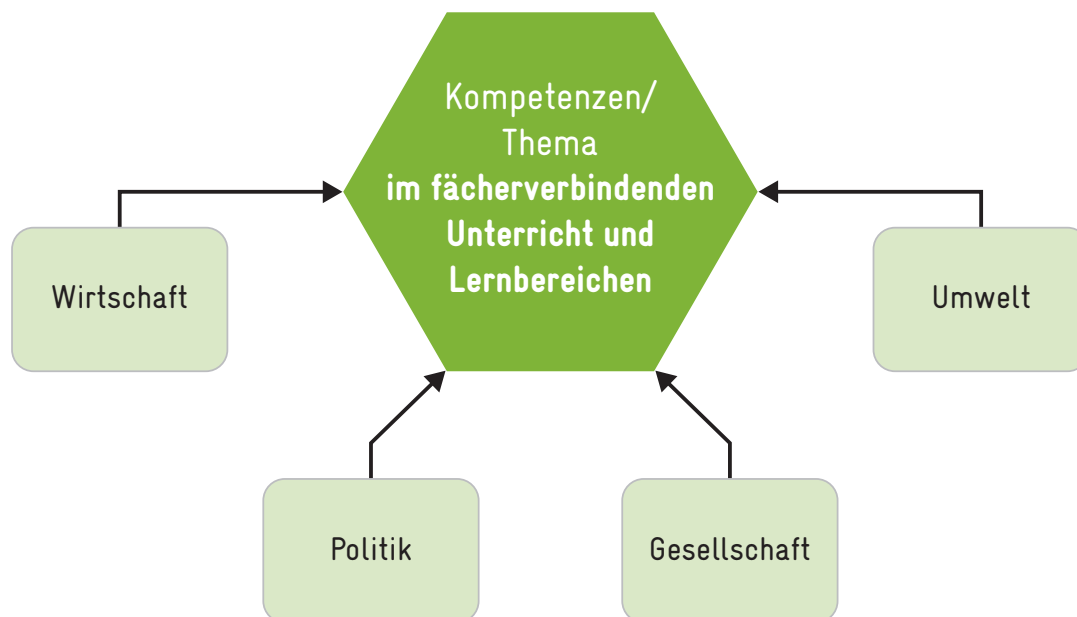 Kompetenzen/
Thema
im fächerverbindenden
Unterricht und
Lernbereichen
Wirtschaft
Umwelt
Politik
Gesellschaft